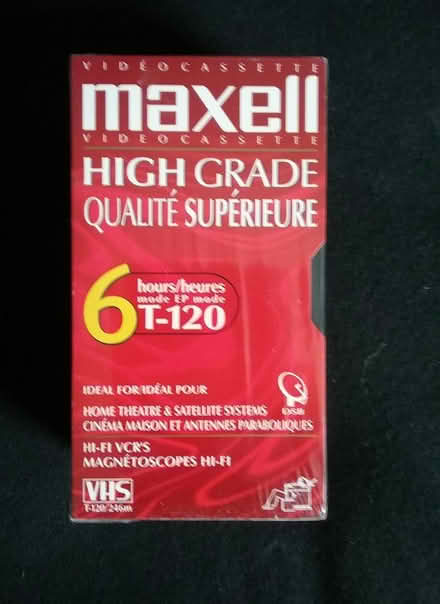 VIDÉOCASSETTE
maxell
VIDEOCASSETTE
HIGH GRADE
QUALITÉ SUPÉRIEURE
6 hours/heures
mode EP mode
T-120
IDEAL FOR/IDÉAL POUR
HOME THEATRE & SATELLITE SYSTEMS
CINÉMA MAISON ET ANTENNES PARABOLIQUES
DSB
HI-FI VCR'S
MAGNÉTOSCOPES HI-FI
VHS
T-120/246m